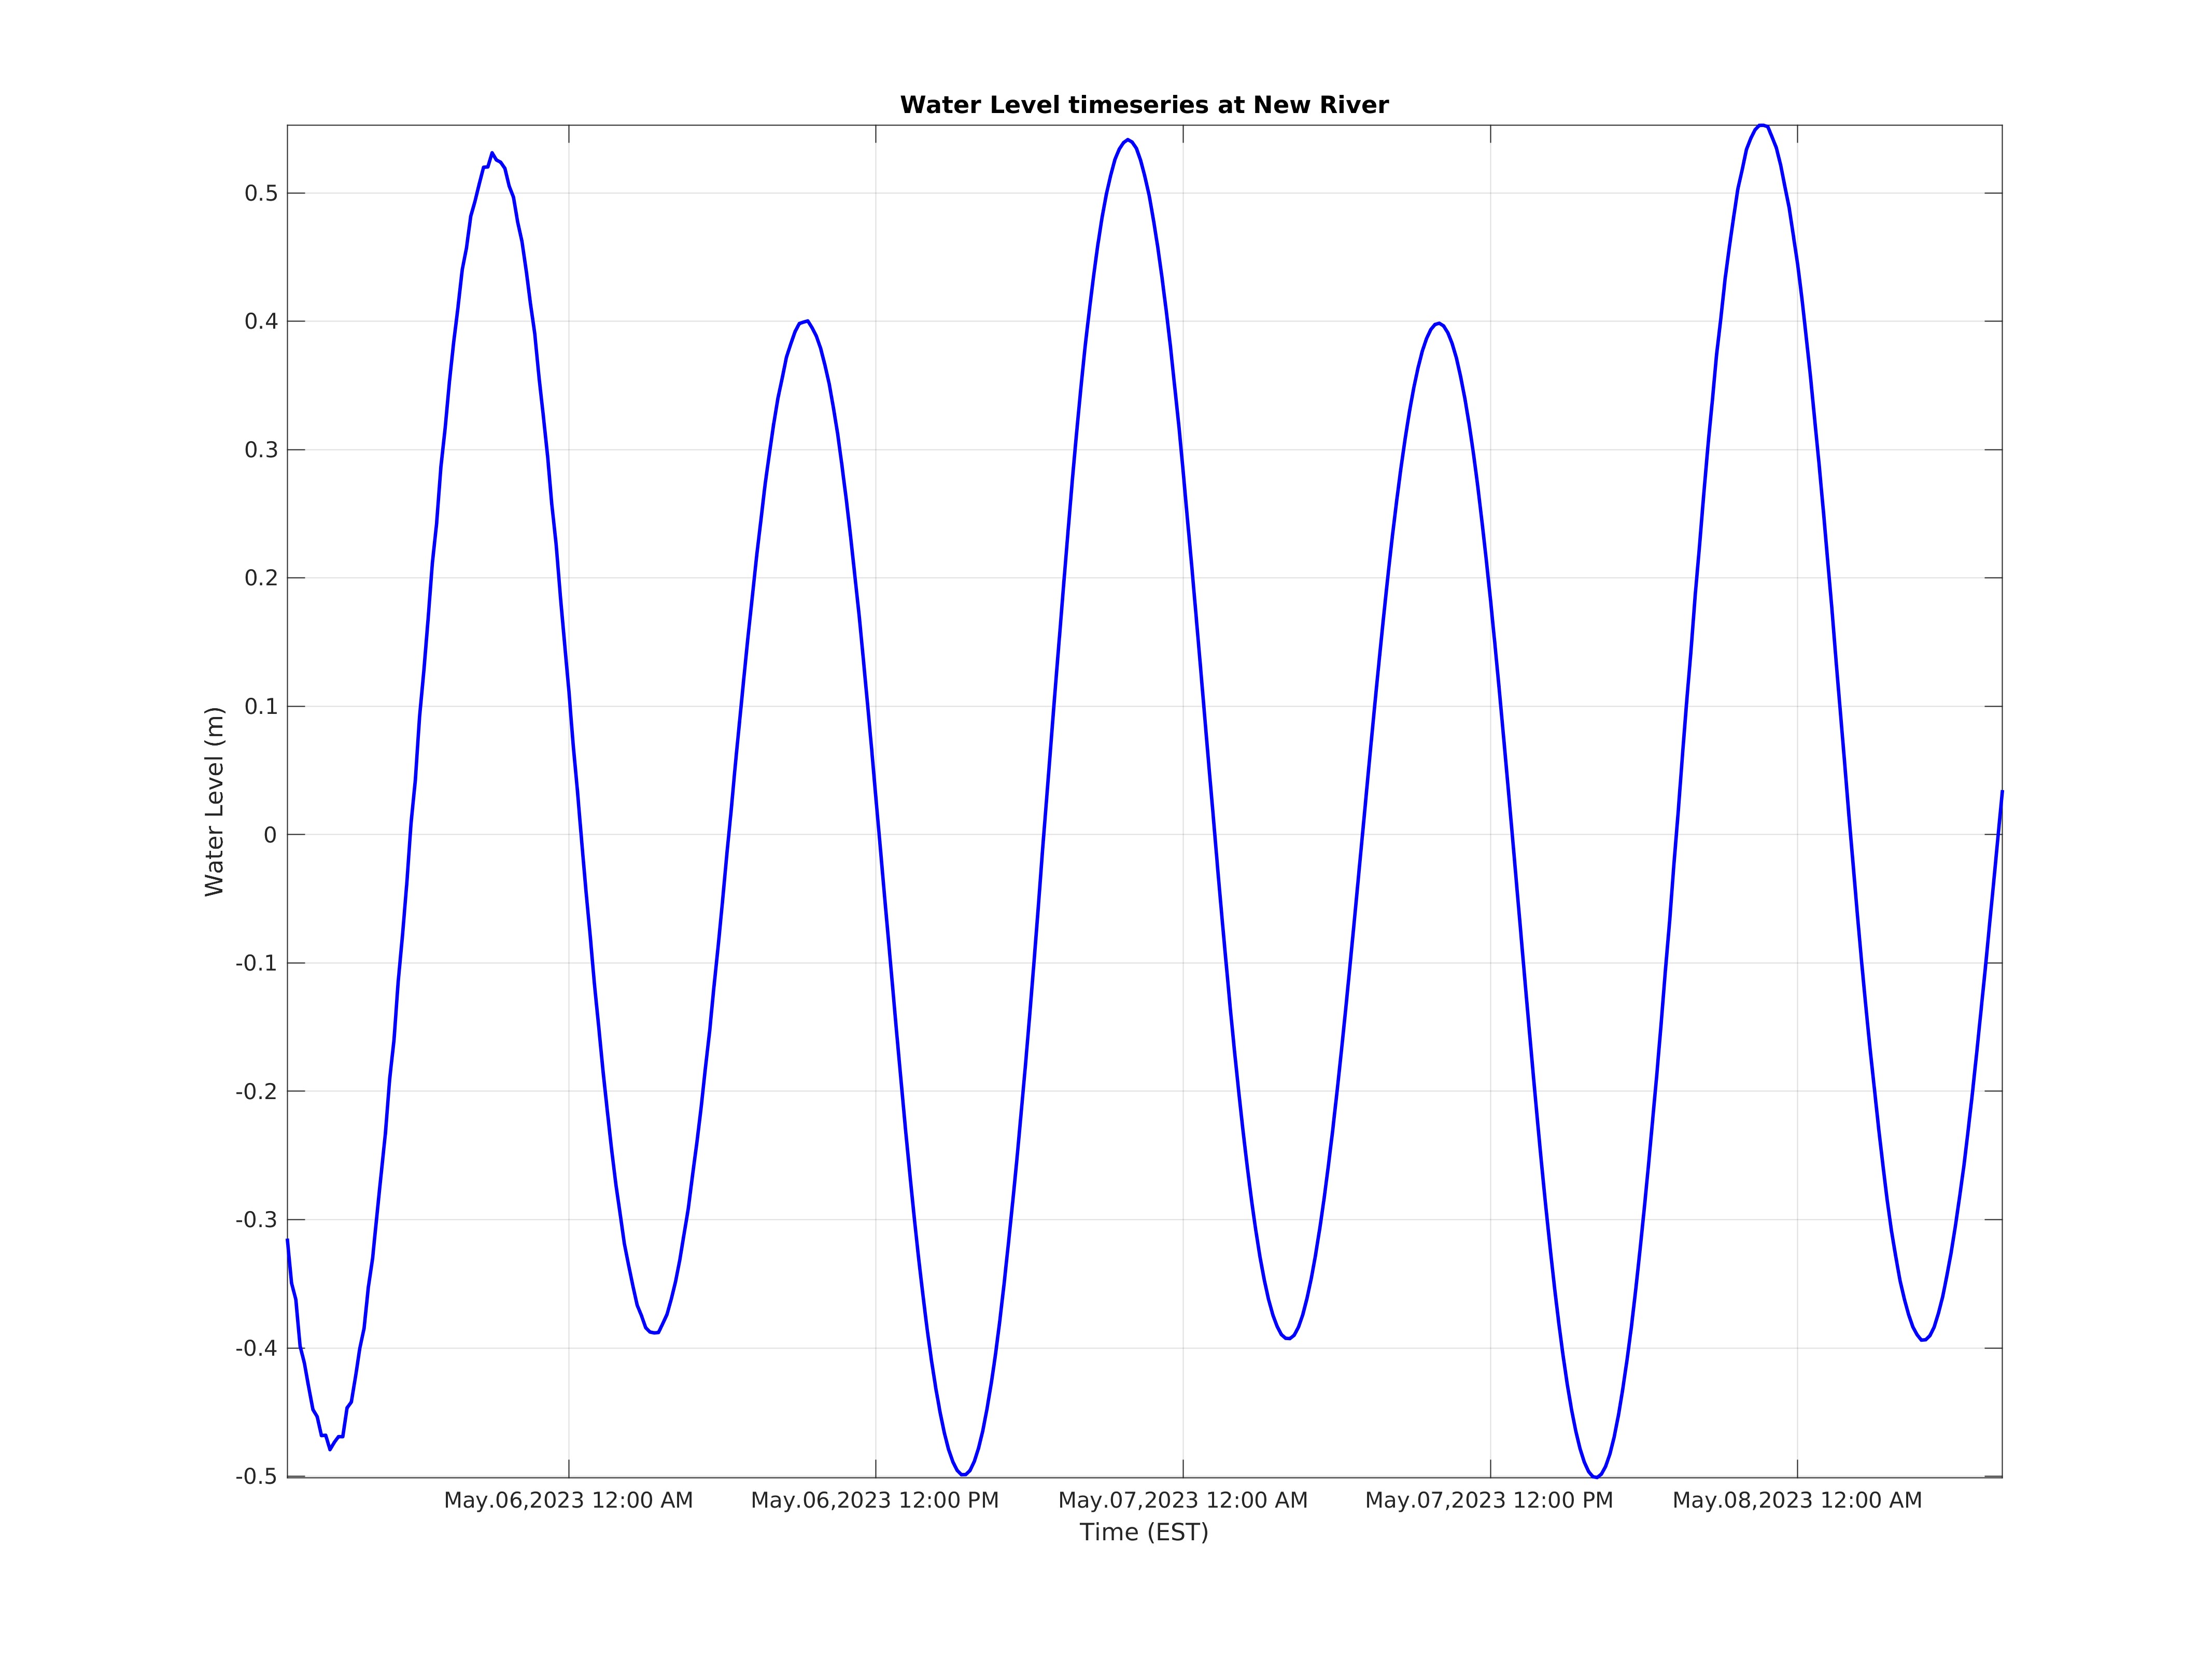 Water Level timeseries at New River
0.5
0.4
0.3
0.2
0.1
0
-0.1
-0.2
-0.3
-0.4
-0.5
Water Level (m)
May.06,2023 12:00 AM May.06,2023 12:00 PM May.07,2023 12:00 AM May.07,2023 12:00 PM May.08,2023 12:00 AM
Time (EST)